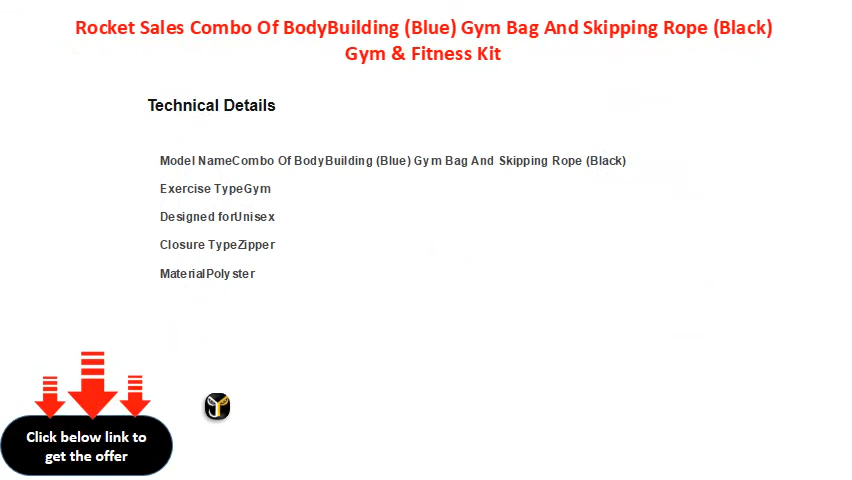 Rocket Sales Combo Of BodyBuilding (Blue) Gym Bag And Skipping Rope (Black)
Gym & Fitness Kit
Technical Details
Model NameCombo Of BodyBuilding (Blue) Gym Bag And Skipping Rope (Black)
Exercise TypeGym
Designed forUnisex
Closure TypeZipper
MaterialPolyster
Click below link to
get the offer